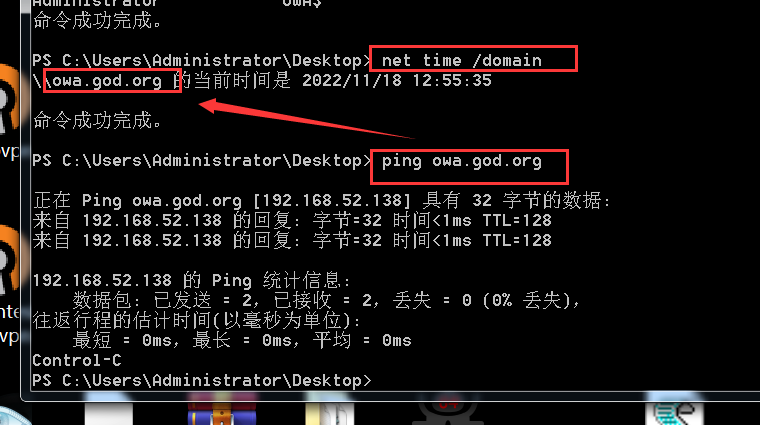 Administrator            OWA$
命令成功完成。
PS C:\Users\Administrator\Desktop> net time /domain
\\owa.god.org 的当前时间是 2022/11/18 12:55:35
命令成功完成。
PS C:\Users\Administrator\Desktop> ping owa.god.org
正在 Ping owa.god.org [192.168.52.138] 具有 32 字节的数据:
来自 192.168.52.138 的回复: 字节=32 时间<1ms TTL=128
来自 192.168.52.138 的回复: 字节=32 时间<1ms TTL=128
192.168.52.138 的 Ping 统计信息:
    数据包: 已发送 = 2，已接收 = 2，丢失 = 0 (0% 丢失)，
往返行程的估计时间(以毫秒为单位):
    最短 = 0ms，最长 = 0ms，平均 = 0ms
Control-C
PS C:\Users\Administrator\Desktop>
vp
nte
vp